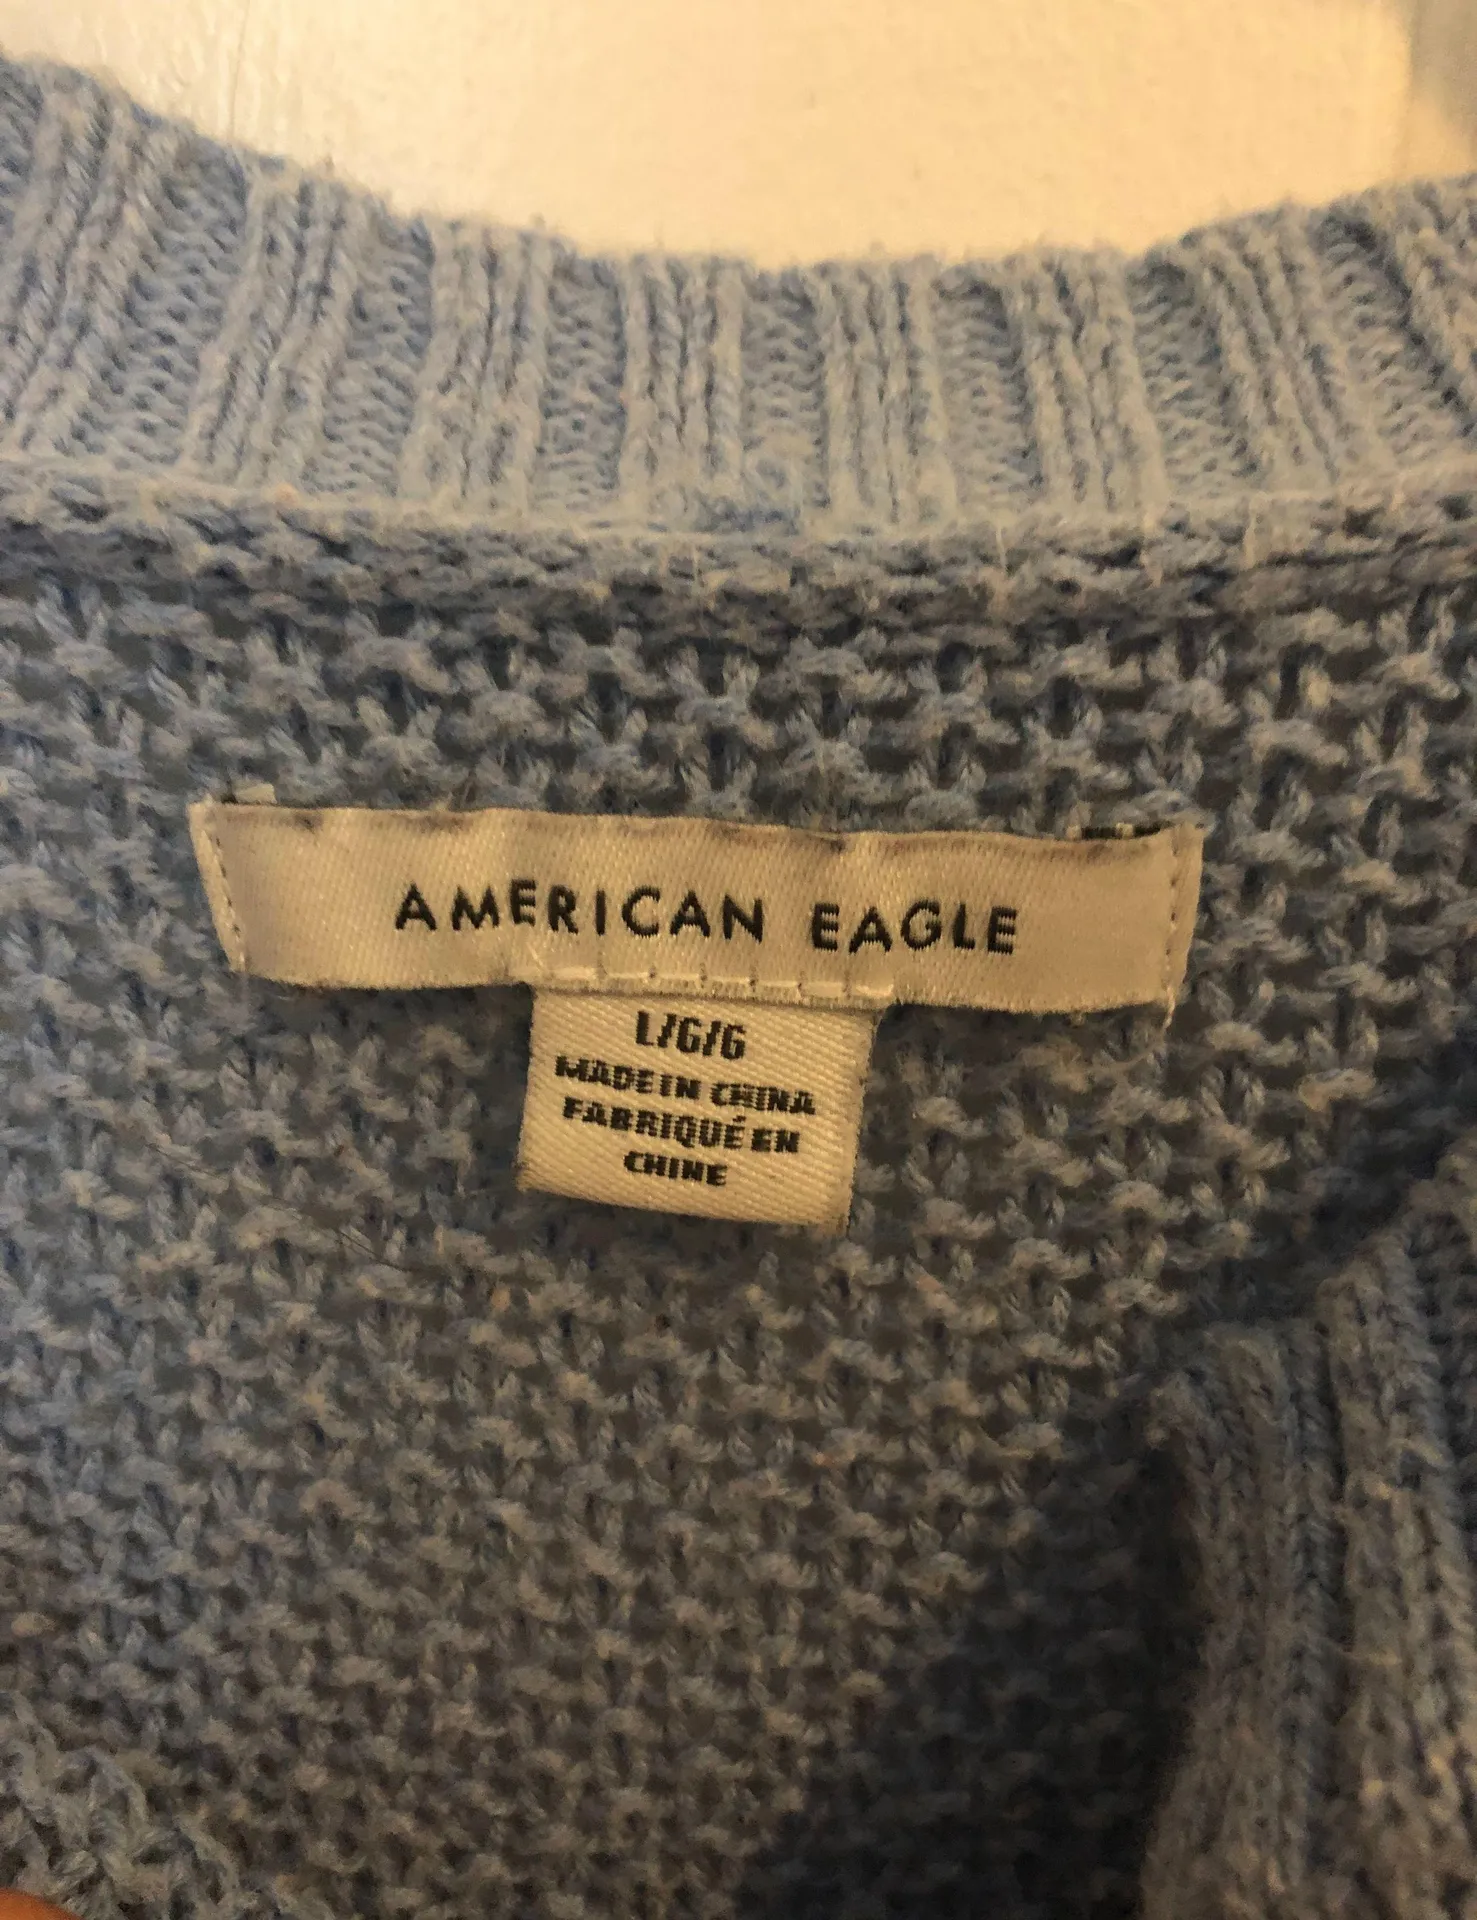 AMERICAN EAGLE
L/G/G
MADE IN CHINA
FABRIQUÉ EN
CHINE